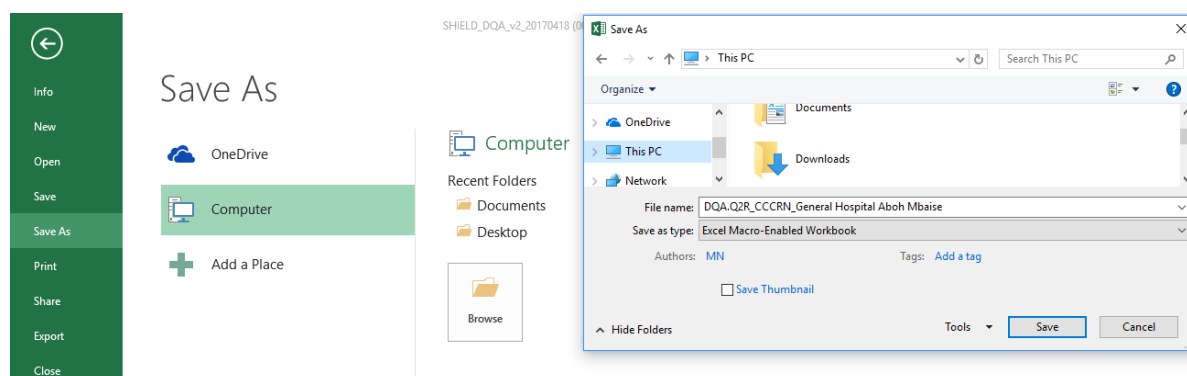 SHIELD_DQA_v2_20170418
Info
New
Open
Save
Save As
Print
Share
Export
Close
Save As
OneDrive
Computer
Add a Place
Computer
Recent Folders
Documents
Desktop
Browse
Save As
This PC
Search This PC
Organize
OneDrive
This PC
Network
Documents
Downloads
File name: DQA.Q2R_CCCRN_General Hospital Aboh Mbaise
Save as type: Excel Macro-Enabled Workbook
Authors: MN Tags: Add a tag
Save Thumbnail
Hide Folders Tools Save Cancel